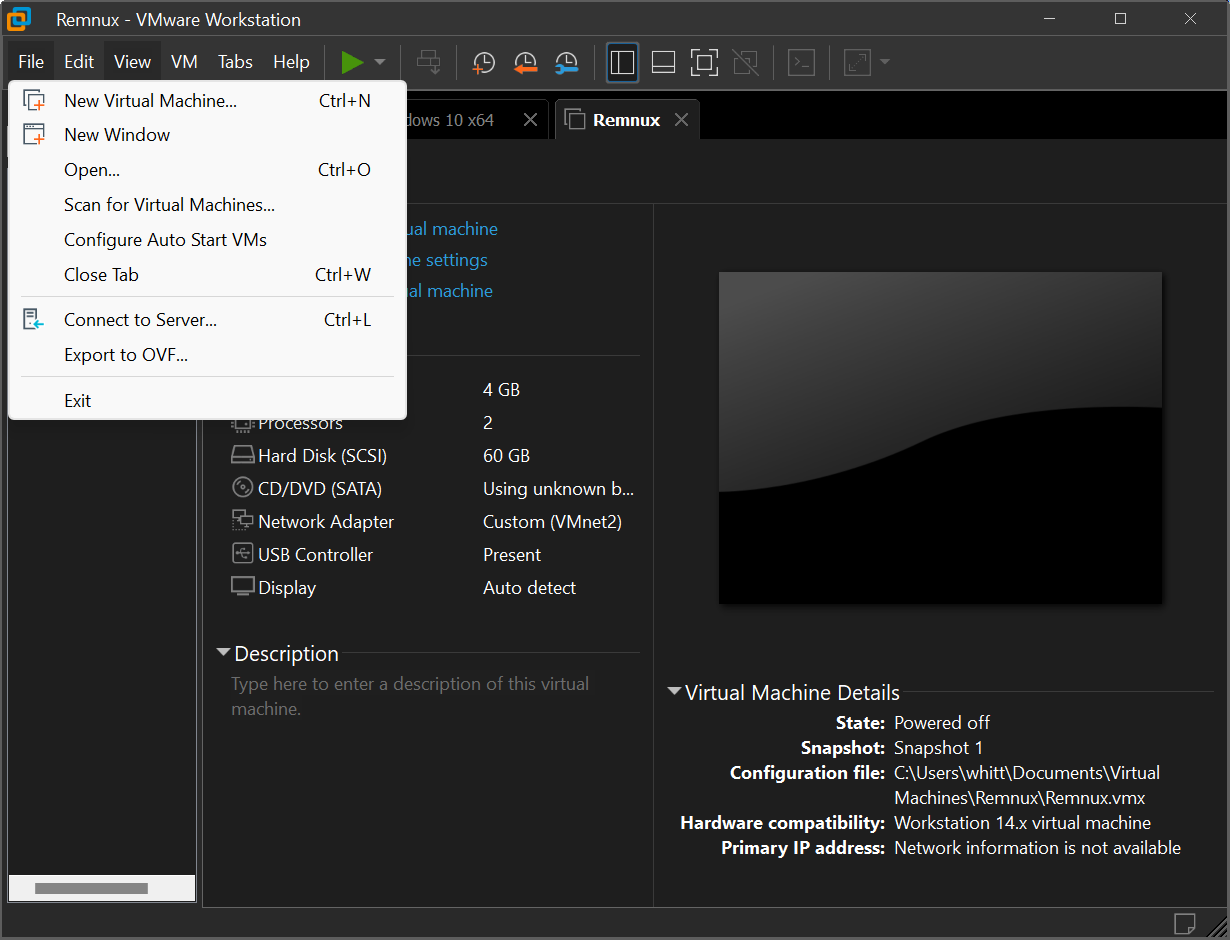 Remnux - VMware Workstation
File Edit View VM Tabs Help
New Virtual Machine... Ctrl+N
New Window
Open... Ctrl+O
Scan for Virtual Machines...
Configure Auto Start VMs
Close Tab Ctrl+W
Connect to Server... Ctrl+L
Export to OVF...
Exit
10 x64
Remnux
machine
settings
machine
4 GB
Processors 2
Hard Disk (SCSI) 60 GB
CD/DVD (SATA) Using unknown b...
Network Adapter Custom (VMnet2)
USB Controller Present
Display Auto detect
Description
Type here to enter a description of this virtual
machine.
Virtual Machine Details
State: Powered off
Snapshot: Snapshot 1
Configuration file: C:\Users\whitt\Documents\Virtual
Machines\Remnux\Remnux.vmx
Hardware compatibility: Workstation 14.x virtual machine
Primary IP address: Network information is not available